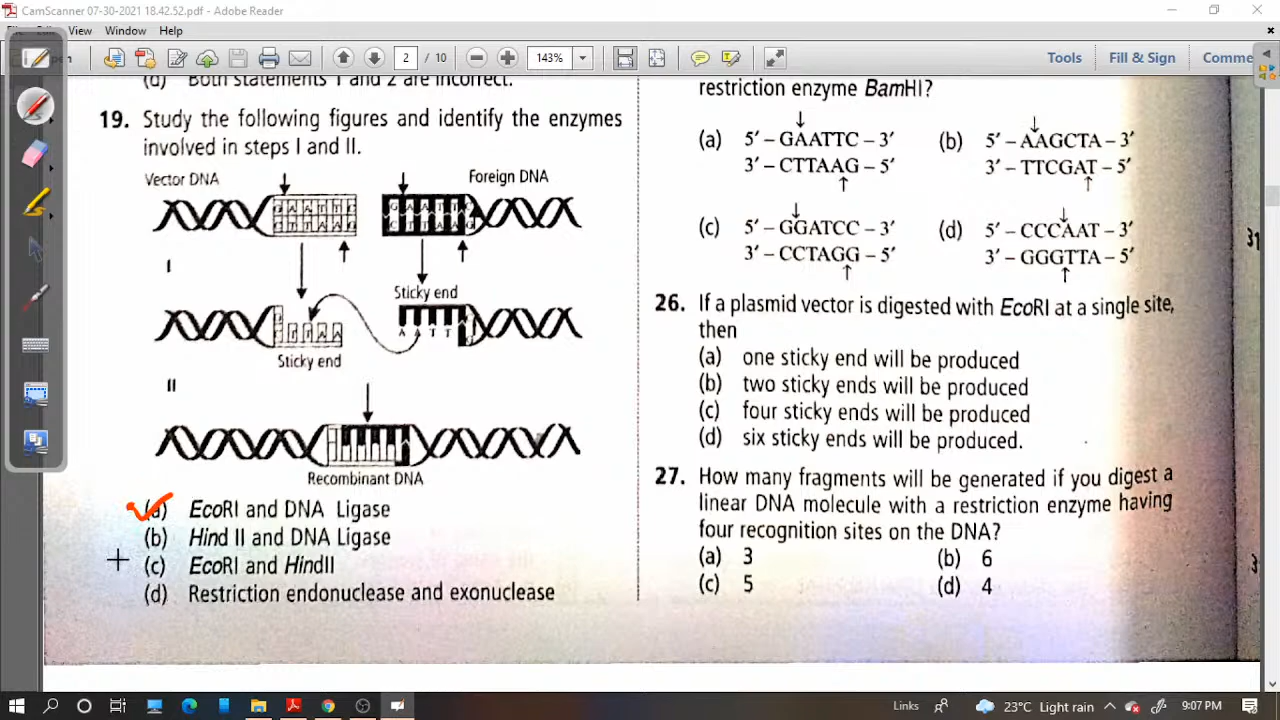 CamScanner 07-30-2021 18.42.52.pdf - Adobe Reader
View Window Help
2 / 10 143% Tools Fill & Sign Comme
(d) Both statements 1 and 2 are incorrect.
19. Study the following figures and identify the enzymes
involved in steps I and II.
Vector DNA Foreign DNA
G A A T T C G A A T T C
C T T A A G C T T A A G
I
Sticky end
T T A A A A T T
Sticky end
II
Recombinant DNA
(a) EcoRI and DNA Ligase
(b) Hind II and DNA Ligase
(c) EcoRI and HindII
(d) Restriction endonuclease and exonuclease
restriction enzyme BamHI?
(a) 5′ – GAATTC – 3′ (b) 5′ – AAGCTA – 3′
3′ – CTTAAG – 5′ 3′ – TTCGAT – 5′
(c) 5′ – GGATCC – 3′ (d) 5′ – CCCAAT – 3′
3′ – CCTAGG – 5′ 3′ – GGGTTA – 5′
26. If a plasmid vector is digested with EcoRI at a single site,
then
(a) one sticky end will be produced
(b) two sticky ends will be produced
(c) four sticky ends will be produced
(d) six sticky ends will be produced.
27. How many fragments will be generated if you digest a
linear DNA molecule with a restriction enzyme having
four recognition sites on the DNA?
(a) 3 (b) 6
(c) 5 (d) 4
31
3
Links 23°C Light rain 9:07 PM